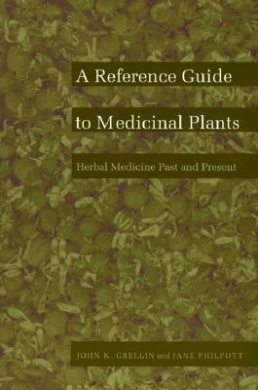 A Reference Guide
to Medicinal Plants
Herbal Medicine Past and Present
JOHN K. CRELLIN and JANE PHILPOTT